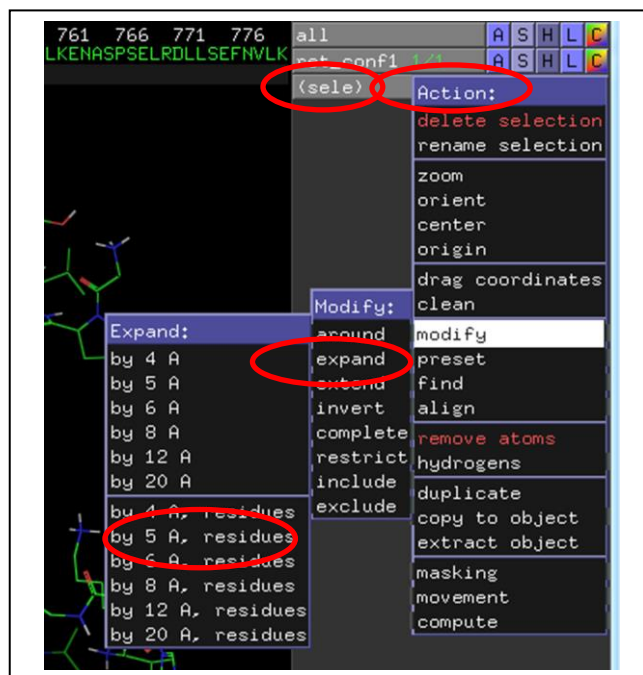 761 766 771 776
LKENASPSELRDLLSEFNVLK
all A S H L C
ret_conf1 1/1 A S H L C
(sele)
Action:
delete selection
rename selection
zoom
orient
center
origin
drag coordinates
clean
modify
preset
find
align
remove atoms
hydrogens
duplicate
copy to object
extract object
masking
movement
compute
Modify:
around
expand
extend
invert
complete
restrict
include
exclude
Expand:
by 4 A
by 5 A
by 6 A
by 8 A
by 12 A
by 20 A
by 4 A, residues
by 5 A, residues
by 6 A, residues
by 8 A, residues
by 12 A, residues
by 20 A, residues